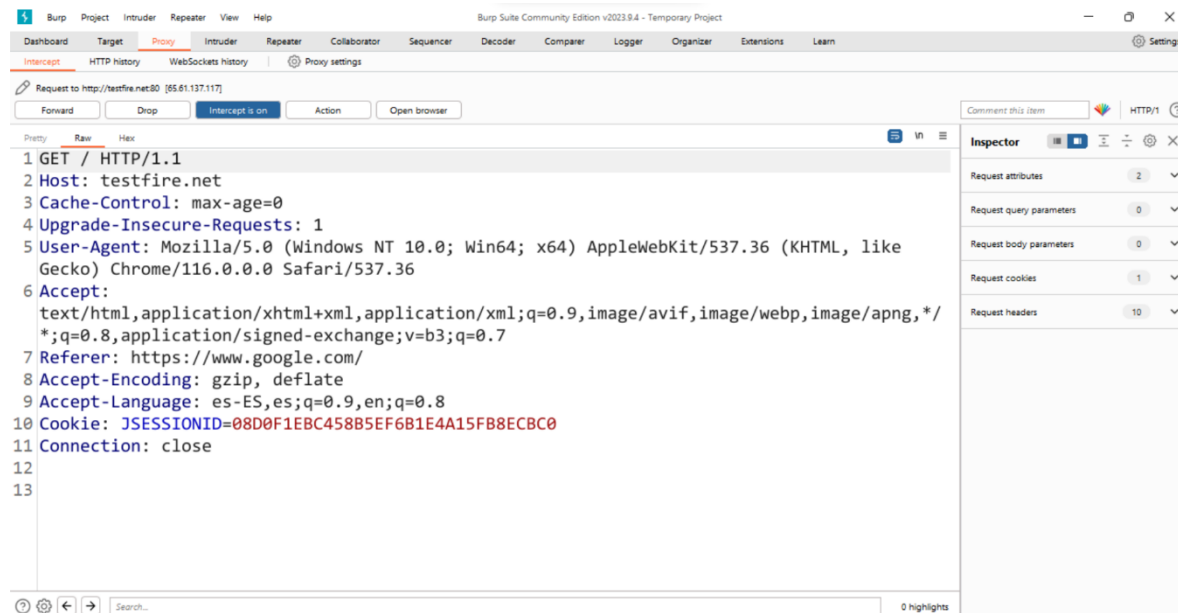 Burp Project Intruder Repeater View Help Burp Suite Community Edition v2023.9.4 - Temporary Project
Dashboard Target Proxy Intruder Repeater Collaborator Sequencer Decoder Comparer Logger Organizer Extensions Learn Settings
Intercept HTTP history WebSockets history Proxy settings
Request to http://testfire.net:80 [65.61.137.117]
Forward Drop Intercept is on Action Open browser Comment this item HTTP/1
Pretty Raw Hex \n
Inspector
1 GET / HTTP/1.1
2 Host: testfire.net
3 Cache-Control: max-age=0
4 Upgrade-Insecure-Requests: 1
5 User-Agent: Mozilla/5.0 (Windows NT 10.0; Win64; x64) AppleWebKit/537.36 (KHTML, like
Gecko) Chrome/116.0.0.0 Safari/537.36
6 Accept:
text/html,application/xhtml+xml,application/xml;q=0.9,image/avif,image/webp,image/apng,*/
*;q=0.8,application/signed-exchange;v=b3;q=0.7
7 Referer: https://www.google.com/
8 Accept-Encoding: gzip, deflate
9 Accept-Language: es-ES,es;q=0.9,en;q=0.8
10 Cookie: JSESSIONID=08D0F1EBC458B5EF6B1E4A15FB8ECBC0
11 Connection: close
12
13
Request attributes 2
Request query parameters 0
Request body parameters 0
Request cookies 1
Request headers 10
Search... 0 highlights